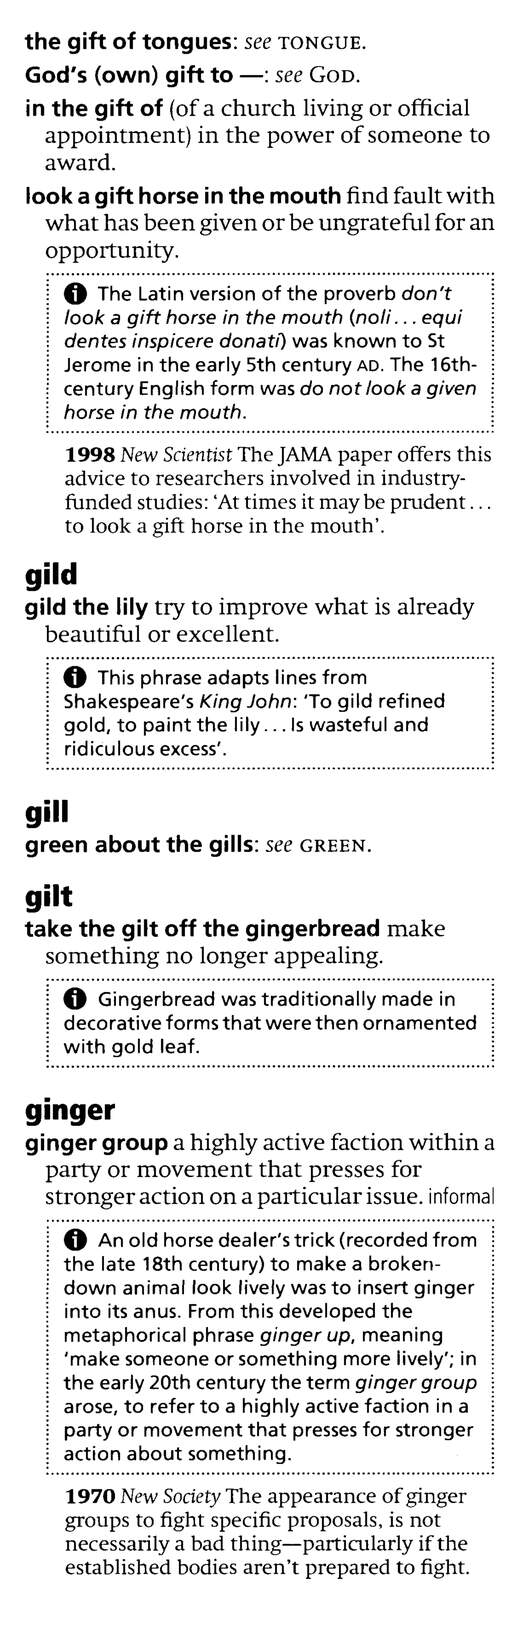 the gift of tongues: see TONGUE.
God's (own) gift to —: see GOD.
in the gift of (of a church living or official
appointment) in the power of someone to
award.
look a gift horse in the mouth find fault with
what has been given or be ungrateful for an
opportunity.
The Latin version of the proverb don't
look a gift horse in the mouth (noli... equi
dentes inspicere donati) was known to St
Jerome in the early 5th century AD. The 16th-
century English form was do not look a given
horse in the mouth.
1998 New Scientist The JAMA paper offers this
advice to researchers involved in industry-
funded studies: 'At times it may be prudent...
to look a gift horse in the mouth'.
gild
gild the lily try to improve what is already
beautiful or excellent.
This phrase adapts lines from
Shakespeare's King John: 'To gild refined
gold, to paint the lily... Is wasteful and
ridiculous excess'.
gill
green about the gills: see GREEN.
gilt
take the gilt off the gingerbread make
something no longer appealing.
Gingerbread was traditionally made in
decorative forms that were then ornamented
with gold leaf.
ginger
ginger group a highly active faction within a
party or movement that presses for
stronger action on a particular issue. informal
An old horse dealer's trick (recorded from
the late 18th century) to make a broken-
down animal look lively was to insert ginger
into its anus. From this developed the
metaphorical phrase ginger up, meaning
'make someone or something more lively'; in
the early 20th century the term ginger group
arose, to refer to a highly active faction in a
party or movement that presses for stronger
action about something.
1970 New Society The appearance of ginger
groups to fight specific proposals, is not
necessarily a bad thing—particularly if the
established bodies aren't prepared to fight.